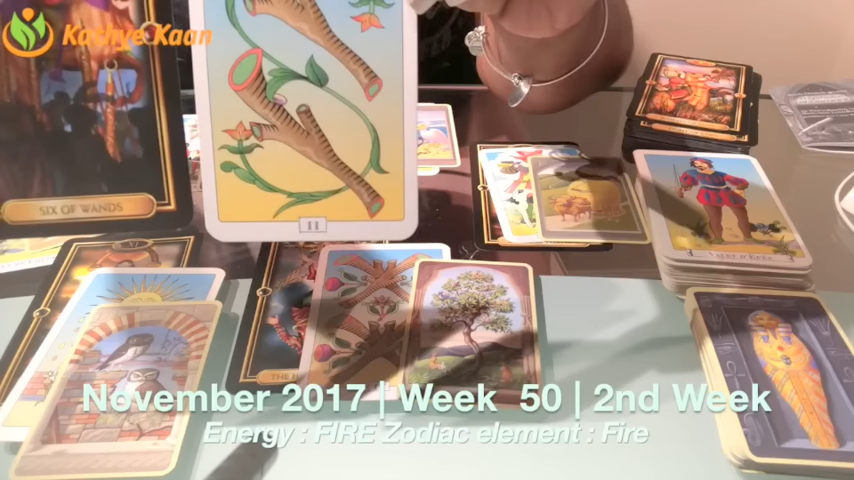 Kashye Kaan
SIX OF WANDS
II
V
November 2017 | Week 50 | 2nd Week
Energy : FIRE Zodiac element : Fire